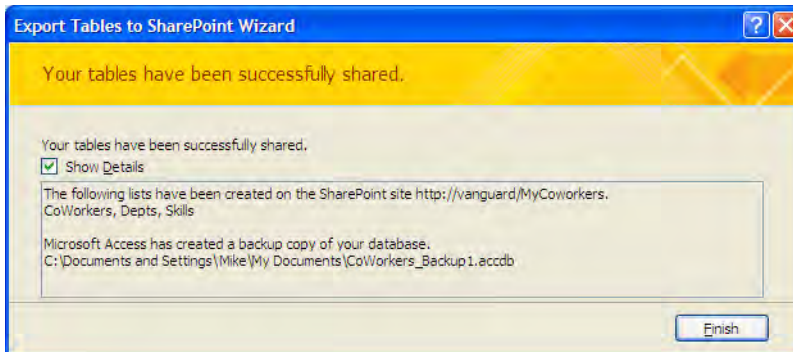 Export Tables to SharePoint Wizard
Your tables have been successfully shared.
Your tables have been successfully shared.
Show Details
The following lists have been created on the SharePoint site http://vanguard/MyCoworkers.
CoWorkers, Depts, Skills
Microsoft Access has created a backup copy of your database.
C:\Documents and Settings\Mike\My Documents\CoWorkers_Backup1.accdb
Finish